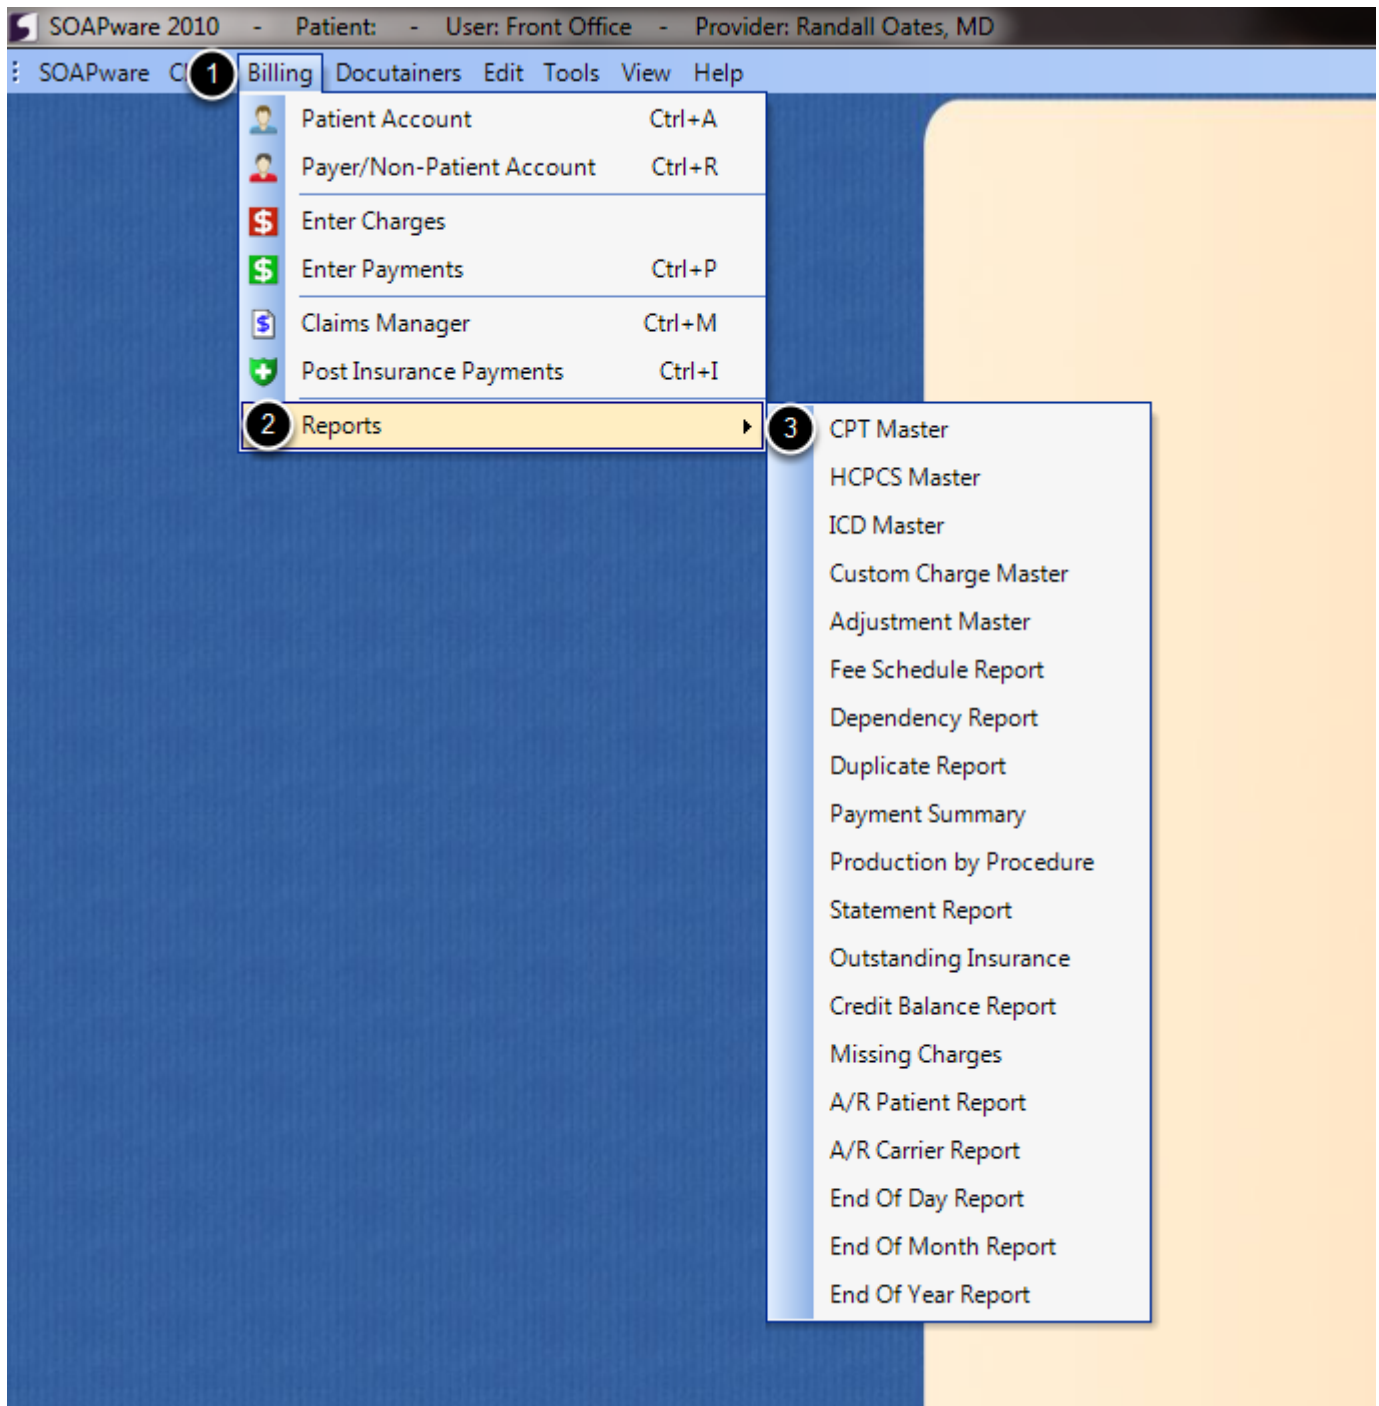 SOAPware 2010 - Patient: - User: Front Office - Provider: Randall Oates, MD
SOAPware 1 Billing Docutainers Edit Tools View Help
Patient Account Ctrl+A
Payer/Non-Patient Account Ctrl+R
$ Enter Charges
$ Enter Payments Ctrl+P
$ Claims Manager Ctrl+M
Post Insurance Payments Ctrl+I
2 Reports
3 CPT Master
HCPCS Master
ICD Master
Custom Charge Master
Adjustment Master
Fee Schedule Report
Dependency Report
Duplicate Report
Payment Summary
Production by Procedure
Statement Report
Outstanding Insurance
Credit Balance Report
Missing Charges
A/R Patient Report
A/R Carrier Report
End Of Day Report
End Of Month Report
End Of Year Report